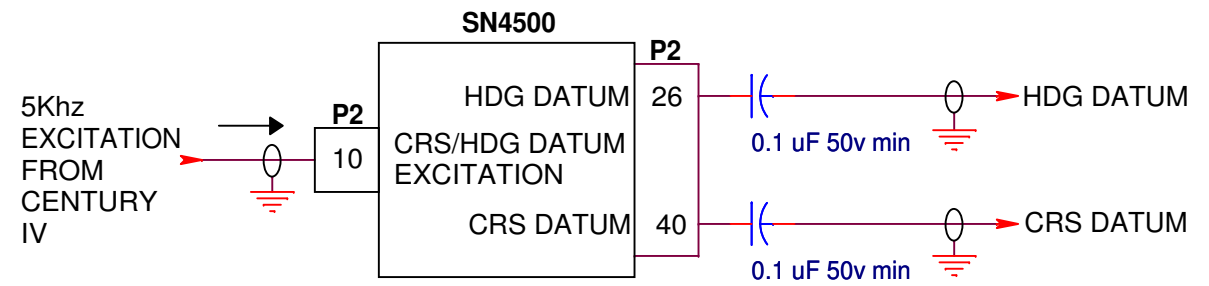 SN4500
P2
HDG DATUM 26
HDG DATUM
0.1 uF 50v min
5Khz
EXCITATION
FROM
CENTURY
IV
P2
10
CRS/HDG DATUM
EXCITATION
CRS DATUM 40
CRS DATUM
0.1 uF 50v min